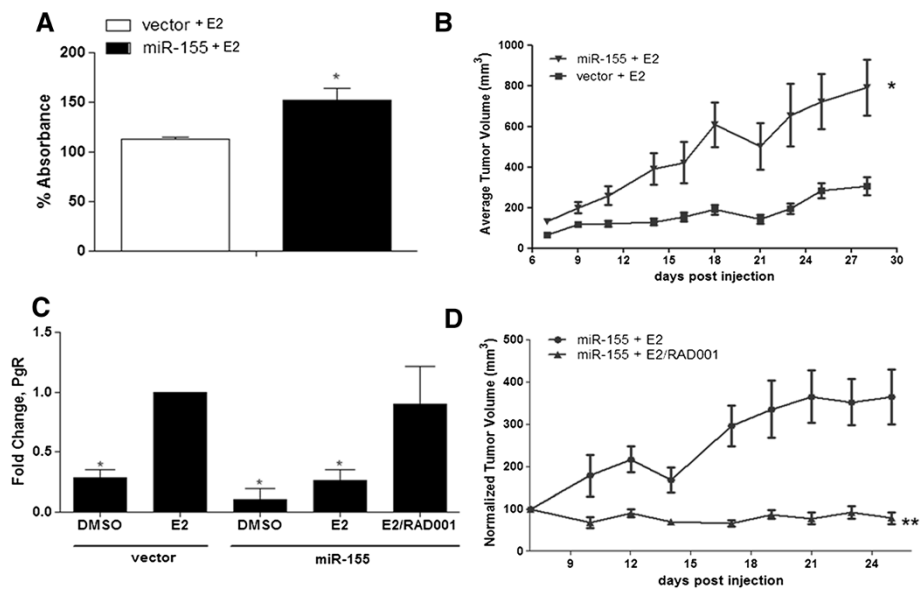 A
vector + E2
miR-155 + E2
% Absorbance
200
150
100
50
0
*
B
Average Tumor Volume (mm3)
1000
800
600
400
200
0
miR-155 + E2
vector + E2
*
6 9 12 15 18 21 24 27 30
days post injection
C
Fold Change, PgR
1.5
1.0
0.5
0.0
* * *
DMSO E2 DMSO E2 E2/RAD001
vector miR-155
D
Normalized Tumor Volume (mm3)
500
400
300
200
100
0
miR-155 + E2
miR-155 + E2/RAD001
**
9 12 15 18 21 24
days post injection